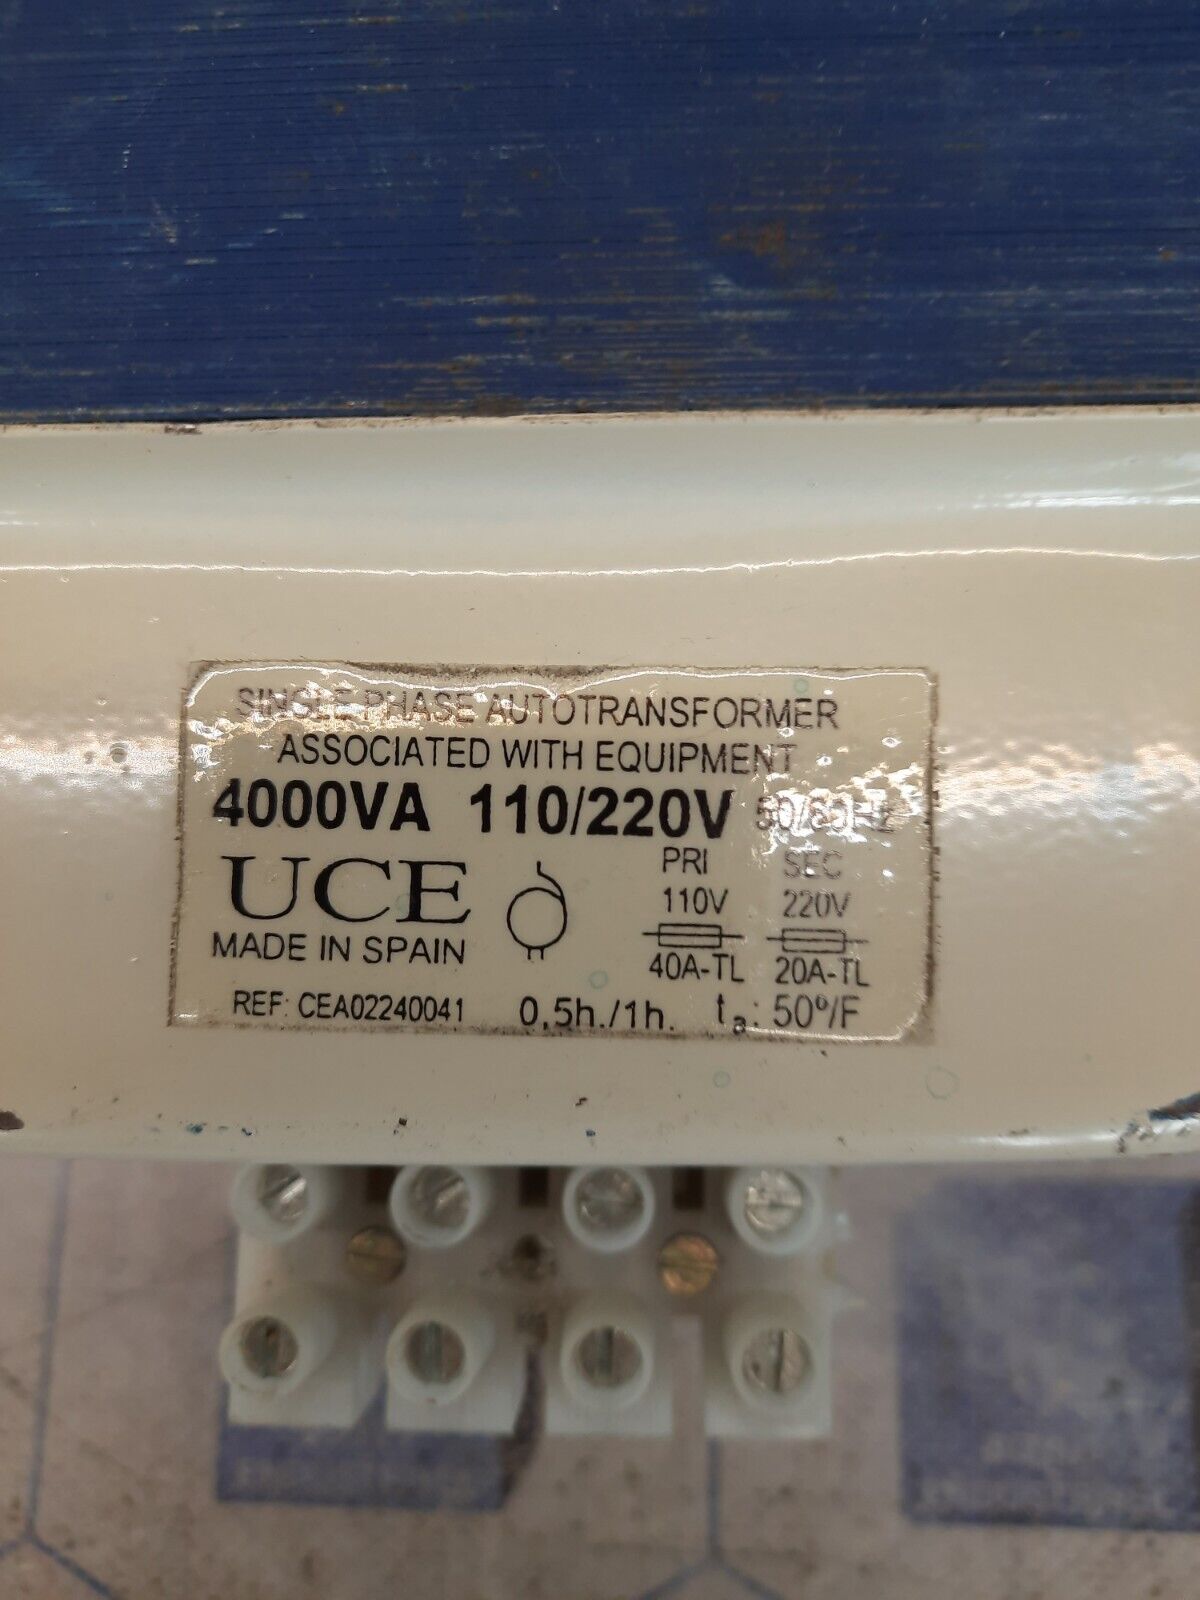 SINGLE PHASE AUTOTRANSFORMER
ASSOCIATED WITH EQUIPMENT
4000VA 110/220V 50/60Hz
PRI SEC
UCE 110V 220V
MADE IN SPAIN 40A-TL 20A-TL
REF: CEA02240041 0,5h./1h. ta: 50º/F